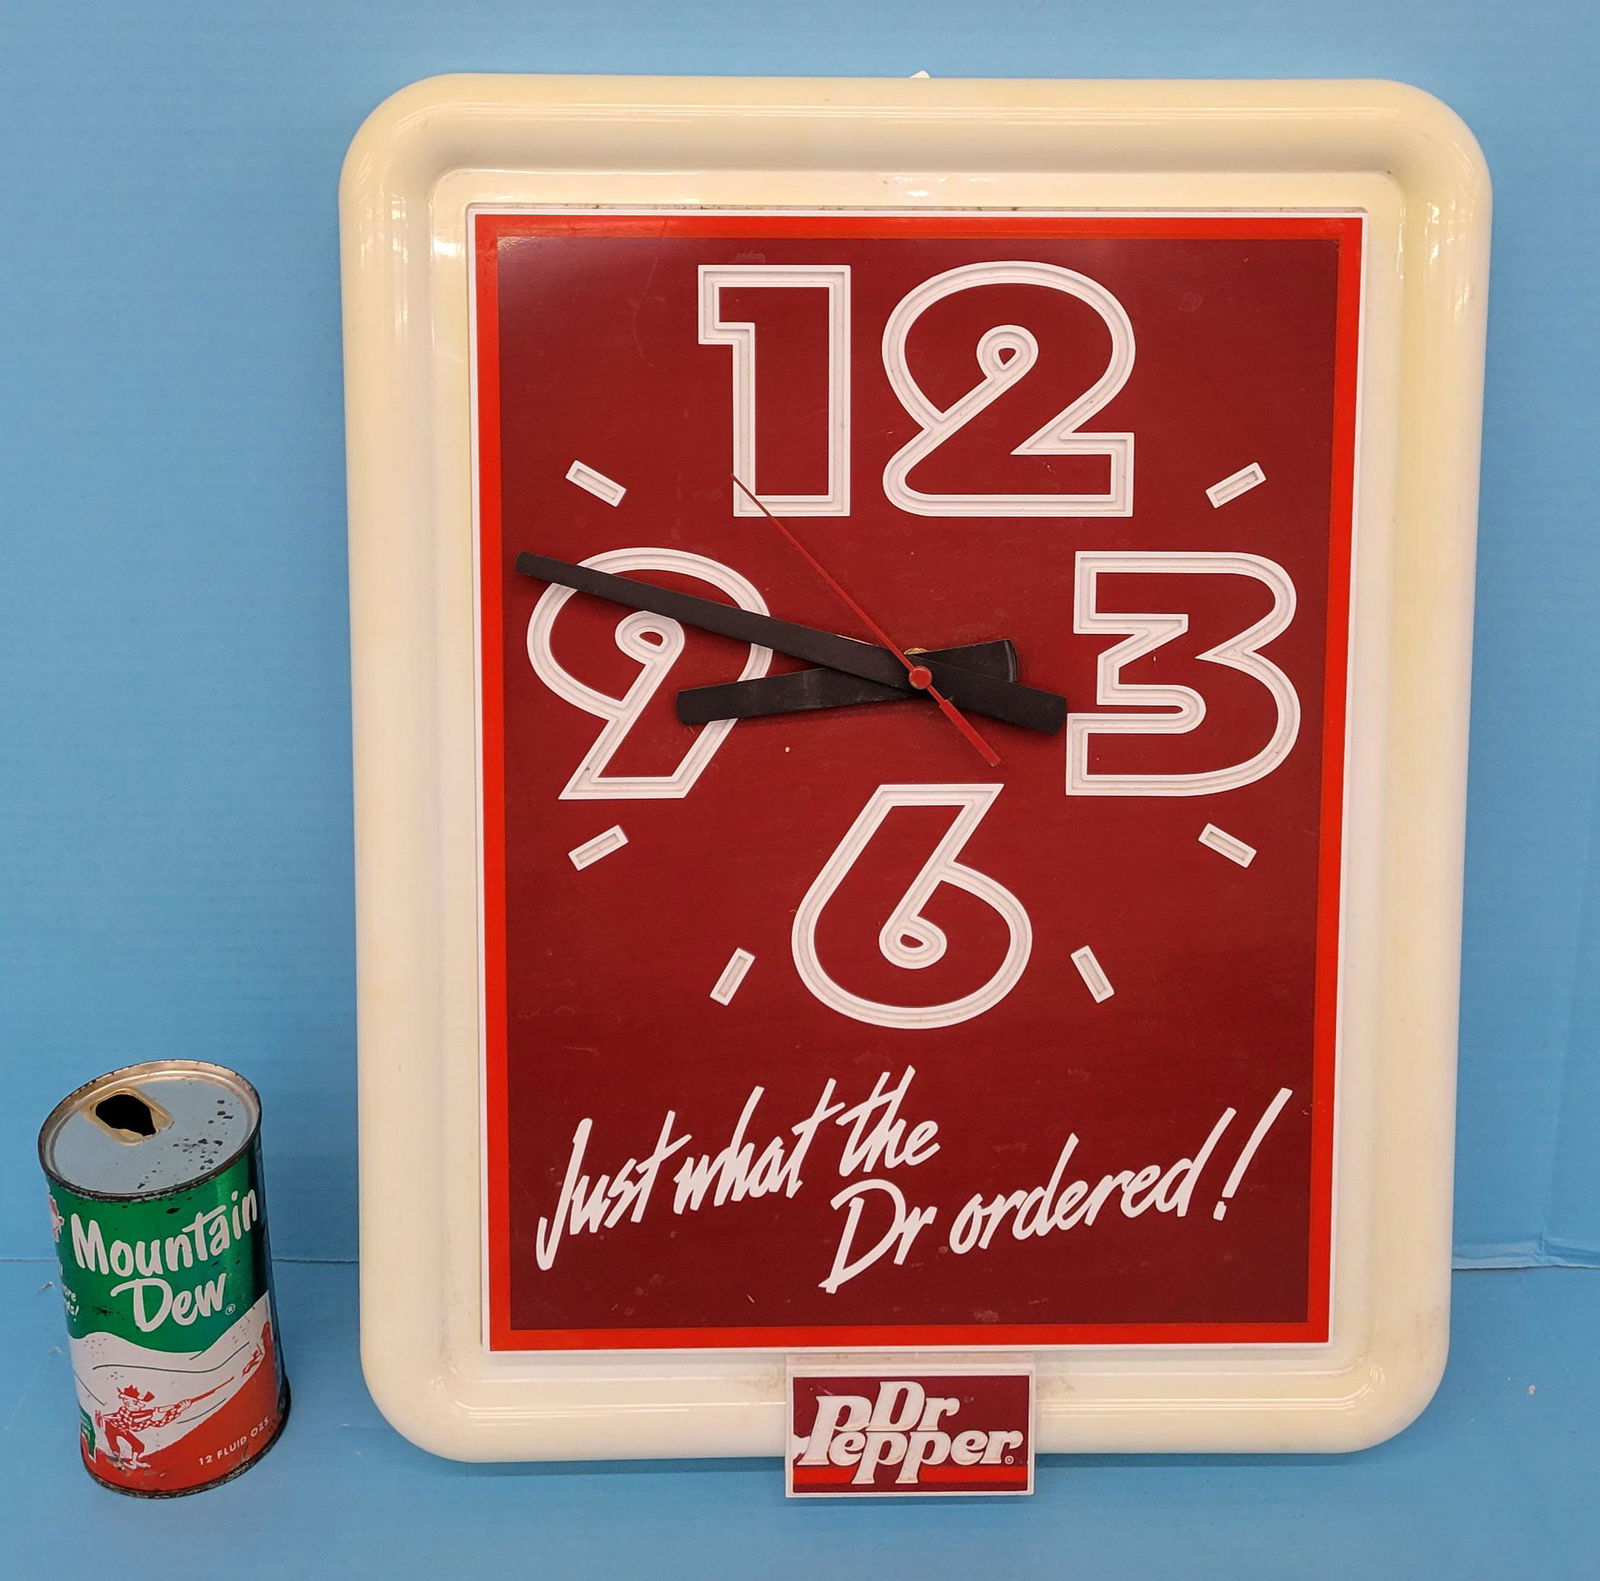 12
9
3
6
Just what the
Dr ordered!
Dr
Pepper®
Mountain
Dew®
12 FLUID OZS.